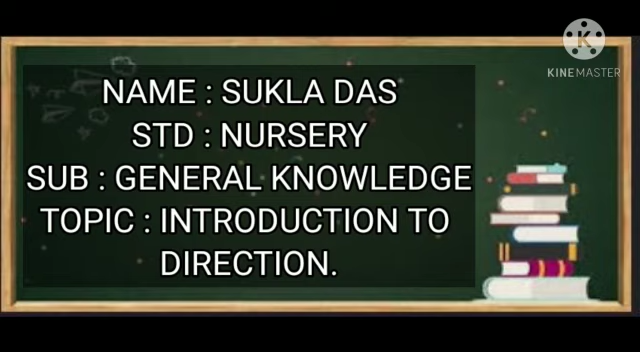 KINEMASTER
NAME : SUKLA DAS
STD : NURSERY
SUB : GENERAL KNOWLEDGE
TOPIC : INTRODUCTION TO
DIRECTION.